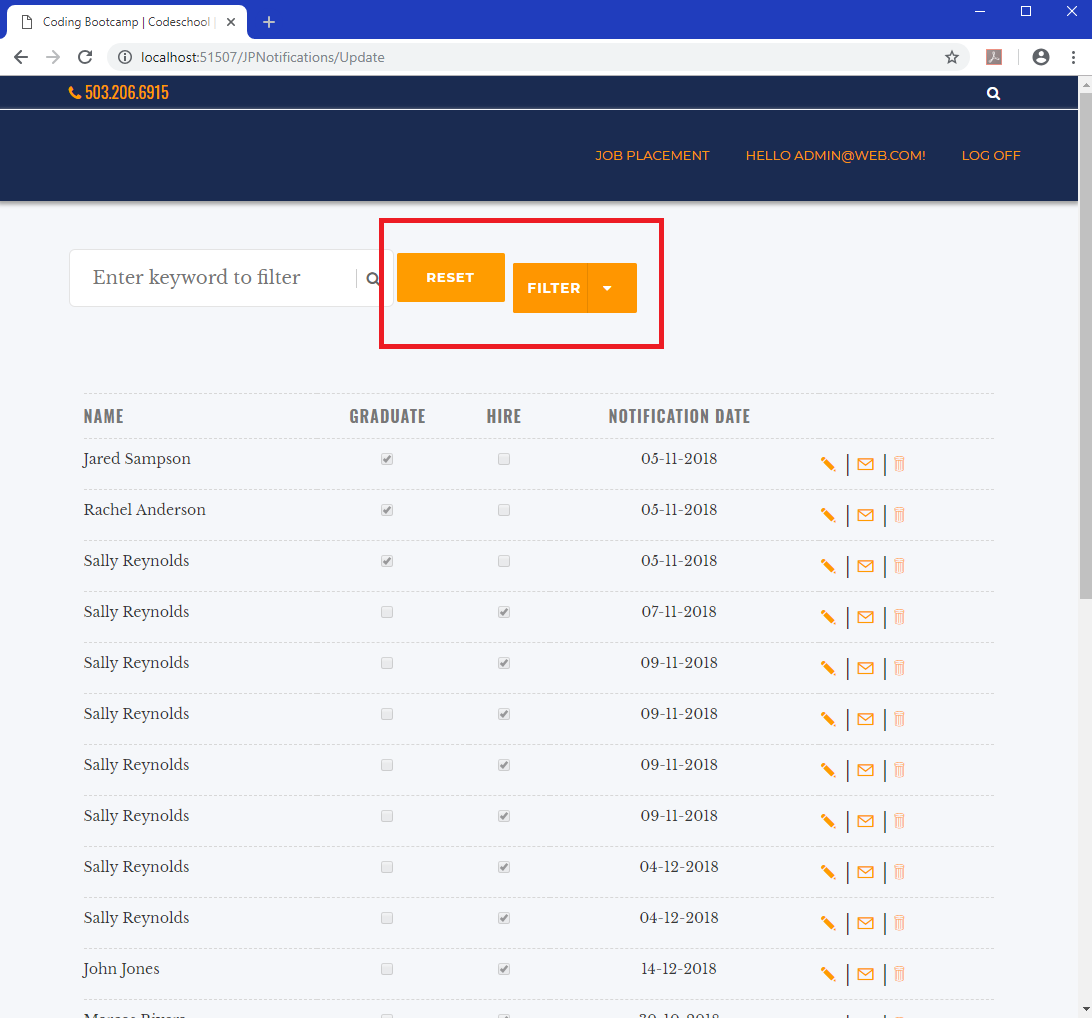 Coding Bootcamp | Codeschool |
localhost:51507/JPNotifications/Update
503.206.6915
JOB PLACEMENT HELLO ADMIN@WEB.COM! LOG OFF
Enter keyword to filter RESET FILTER
NAME GRADUATE HIRE NOTIFICATION DATE
Jared Sampson 05-11-2018
Rachel Anderson 05-11-2018
Sally Reynolds 05-11-2018
Sally Reynolds 07-11-2018
Sally Reynolds 09-11-2018
Sally Reynolds 09-11-2018
Sally Reynolds 09-11-2018
Sally Reynolds 09-11-2018
Sally Reynolds 04-12-2018
Sally Reynolds 04-12-2018
John Jones 14-12-2018